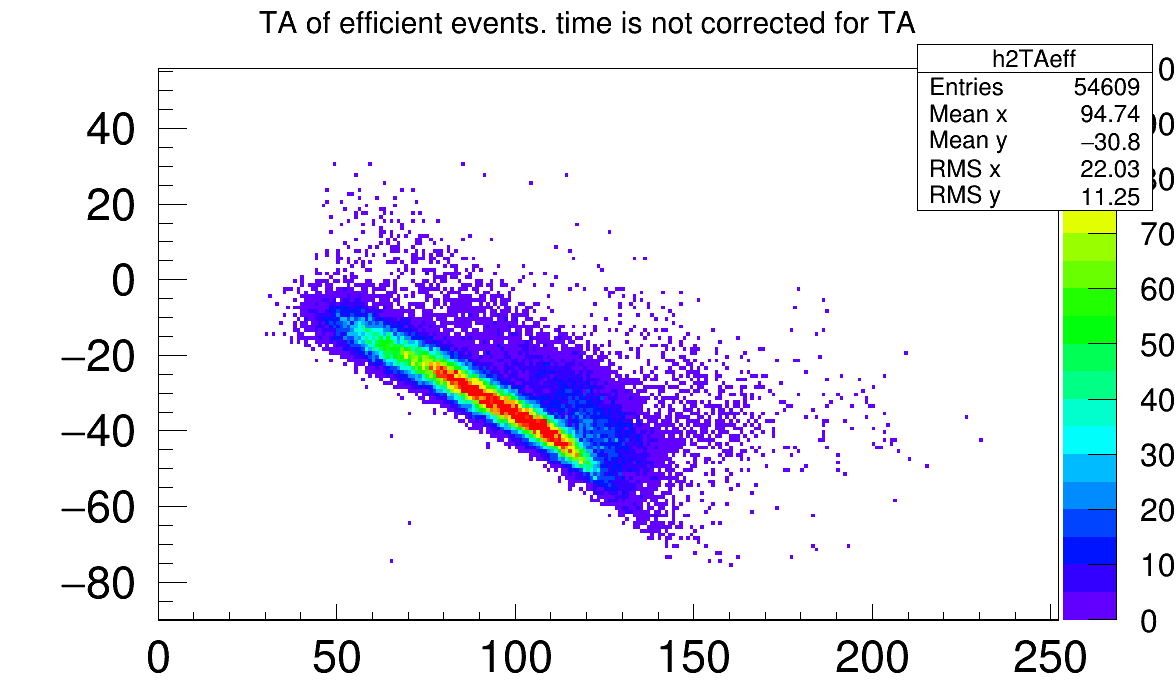 TA of efficient events. time is not corrected for TA
h2TAeff
Entries 54609
Mean x 94.74
Mean y −30.8
RMS x 22.03
RMS y 11.25
40
20
0
−20
−40
−60
−80
0 50 100 150 200 250
70
60
50
40
30
20
10
0